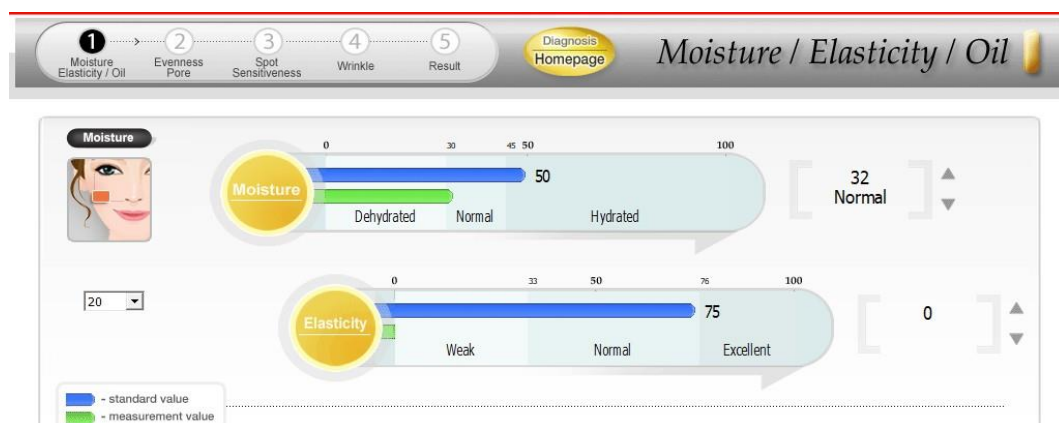 1 2 3 4 5
Moisture Elasticity / Oil
Evenness Pore
Spot Sensitiveness
Wrinkle
Result
Diagnosis
Homepage
Moisture / Elasticity / Oil
Moisture
0 30 45 50 100
Moisture
50
Dehydrated Normal Hydrated
32
Normal
20
0 33 50 76 100
Elasticity
75
Weak Normal Excellent
0
- standard value
- measurement value